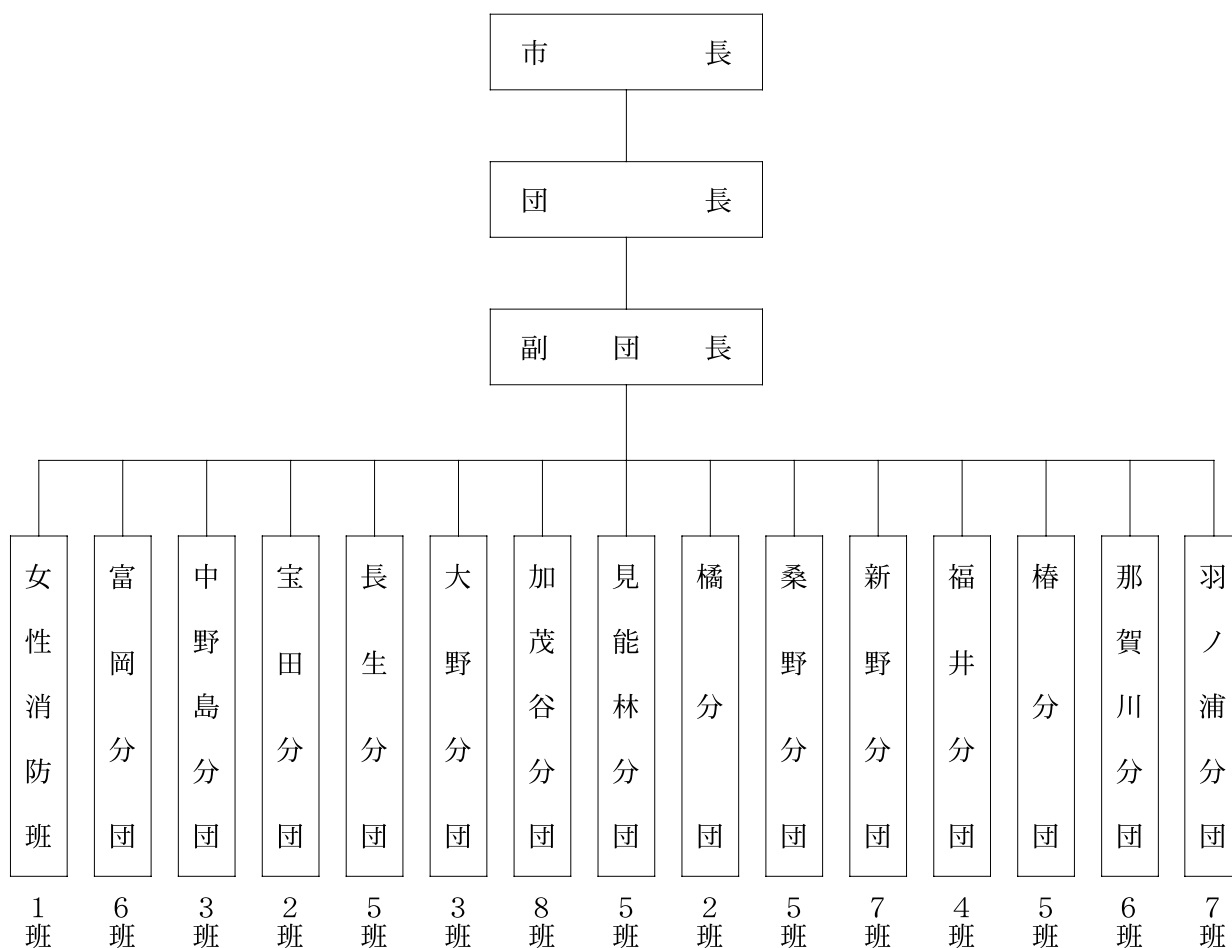 市長
団長
副団長
女性消防班
富岡分団
中野島分団
宝田分団
長生分団
大野分団
加茂谷分団
見能林分団
橘分団
桑野分団
新野分団
福井分団
椿分団
那賀川分団
羽ノ浦分団
1班
6班
3班
2班
5班
3班
8班
5班
2班
5班
7班
4班
5班
6班
7班